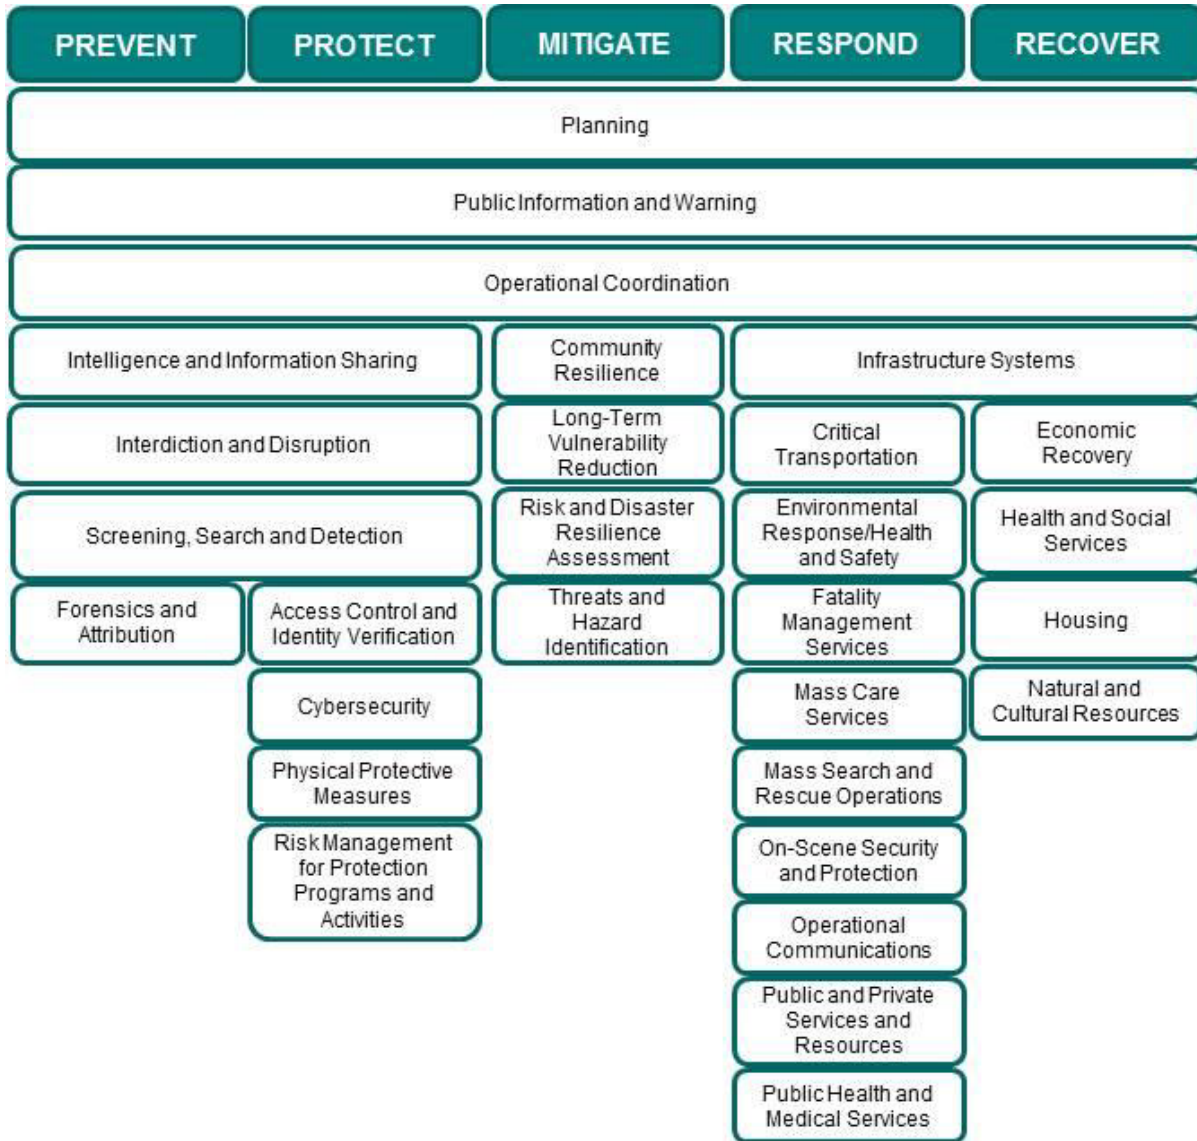 PREVENT
PROTECT
MITIGATE
RESPOND
RECOVER
Planning
Public Information and Warning
Operational Coordination
Intelligence and Information Sharing
Community
Resilience
Infrastructure Systems
Interdiction and Disruption
Long-Term
Vulnerability
Reduction
Critical
Transportation
Economic
Recovery
Screening, Search and Detection
Risk and Disaster
Resilience
Assessment
Environmental
Response/Health
and Safety
Health and Social
Services
Forensics and
Attribution
Access Control and
Identity Verification
Threats and
Hazard
Identification
Fatality
Management
Services
Housing
Cybersecurity
Mass Care
Services
Natural and
Cultural Resources
Physical Protective
Measures
Mass Search and
Rescue Operations
Risk Management
for Protection
Programs and
Activities
On-Scene Security
and Protection
Operational
Communications
Public and Private
Services and
Resources
Public Health and
Medical Services